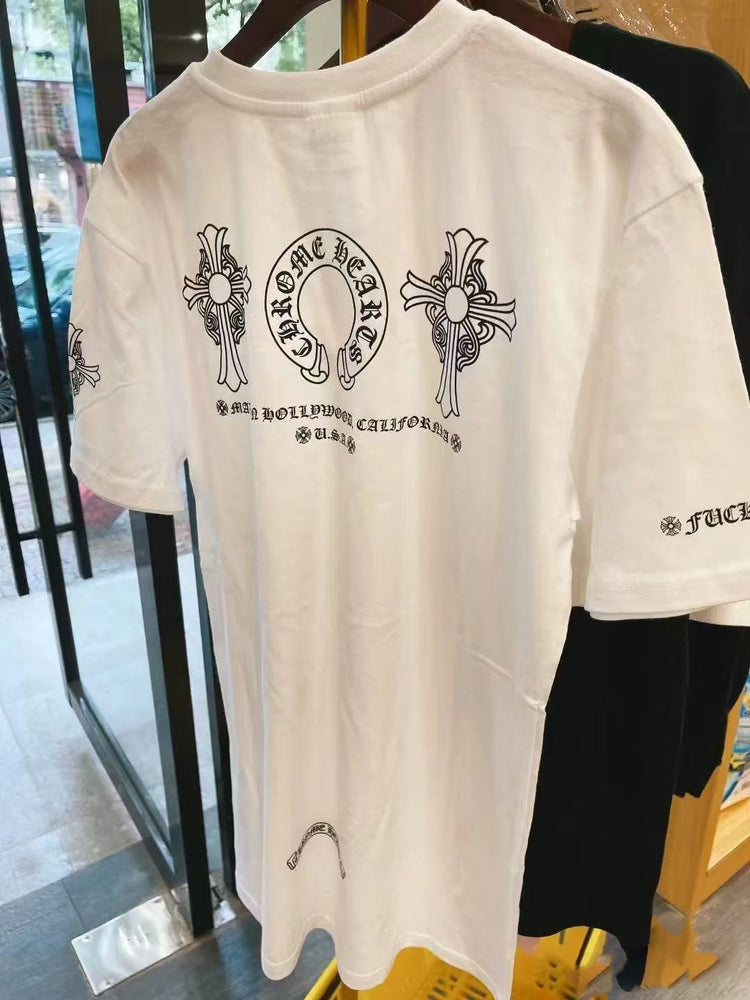 CHROME HEARTS
HOLLYWOOD, CALIFORNIA
U.S.A
FUCK